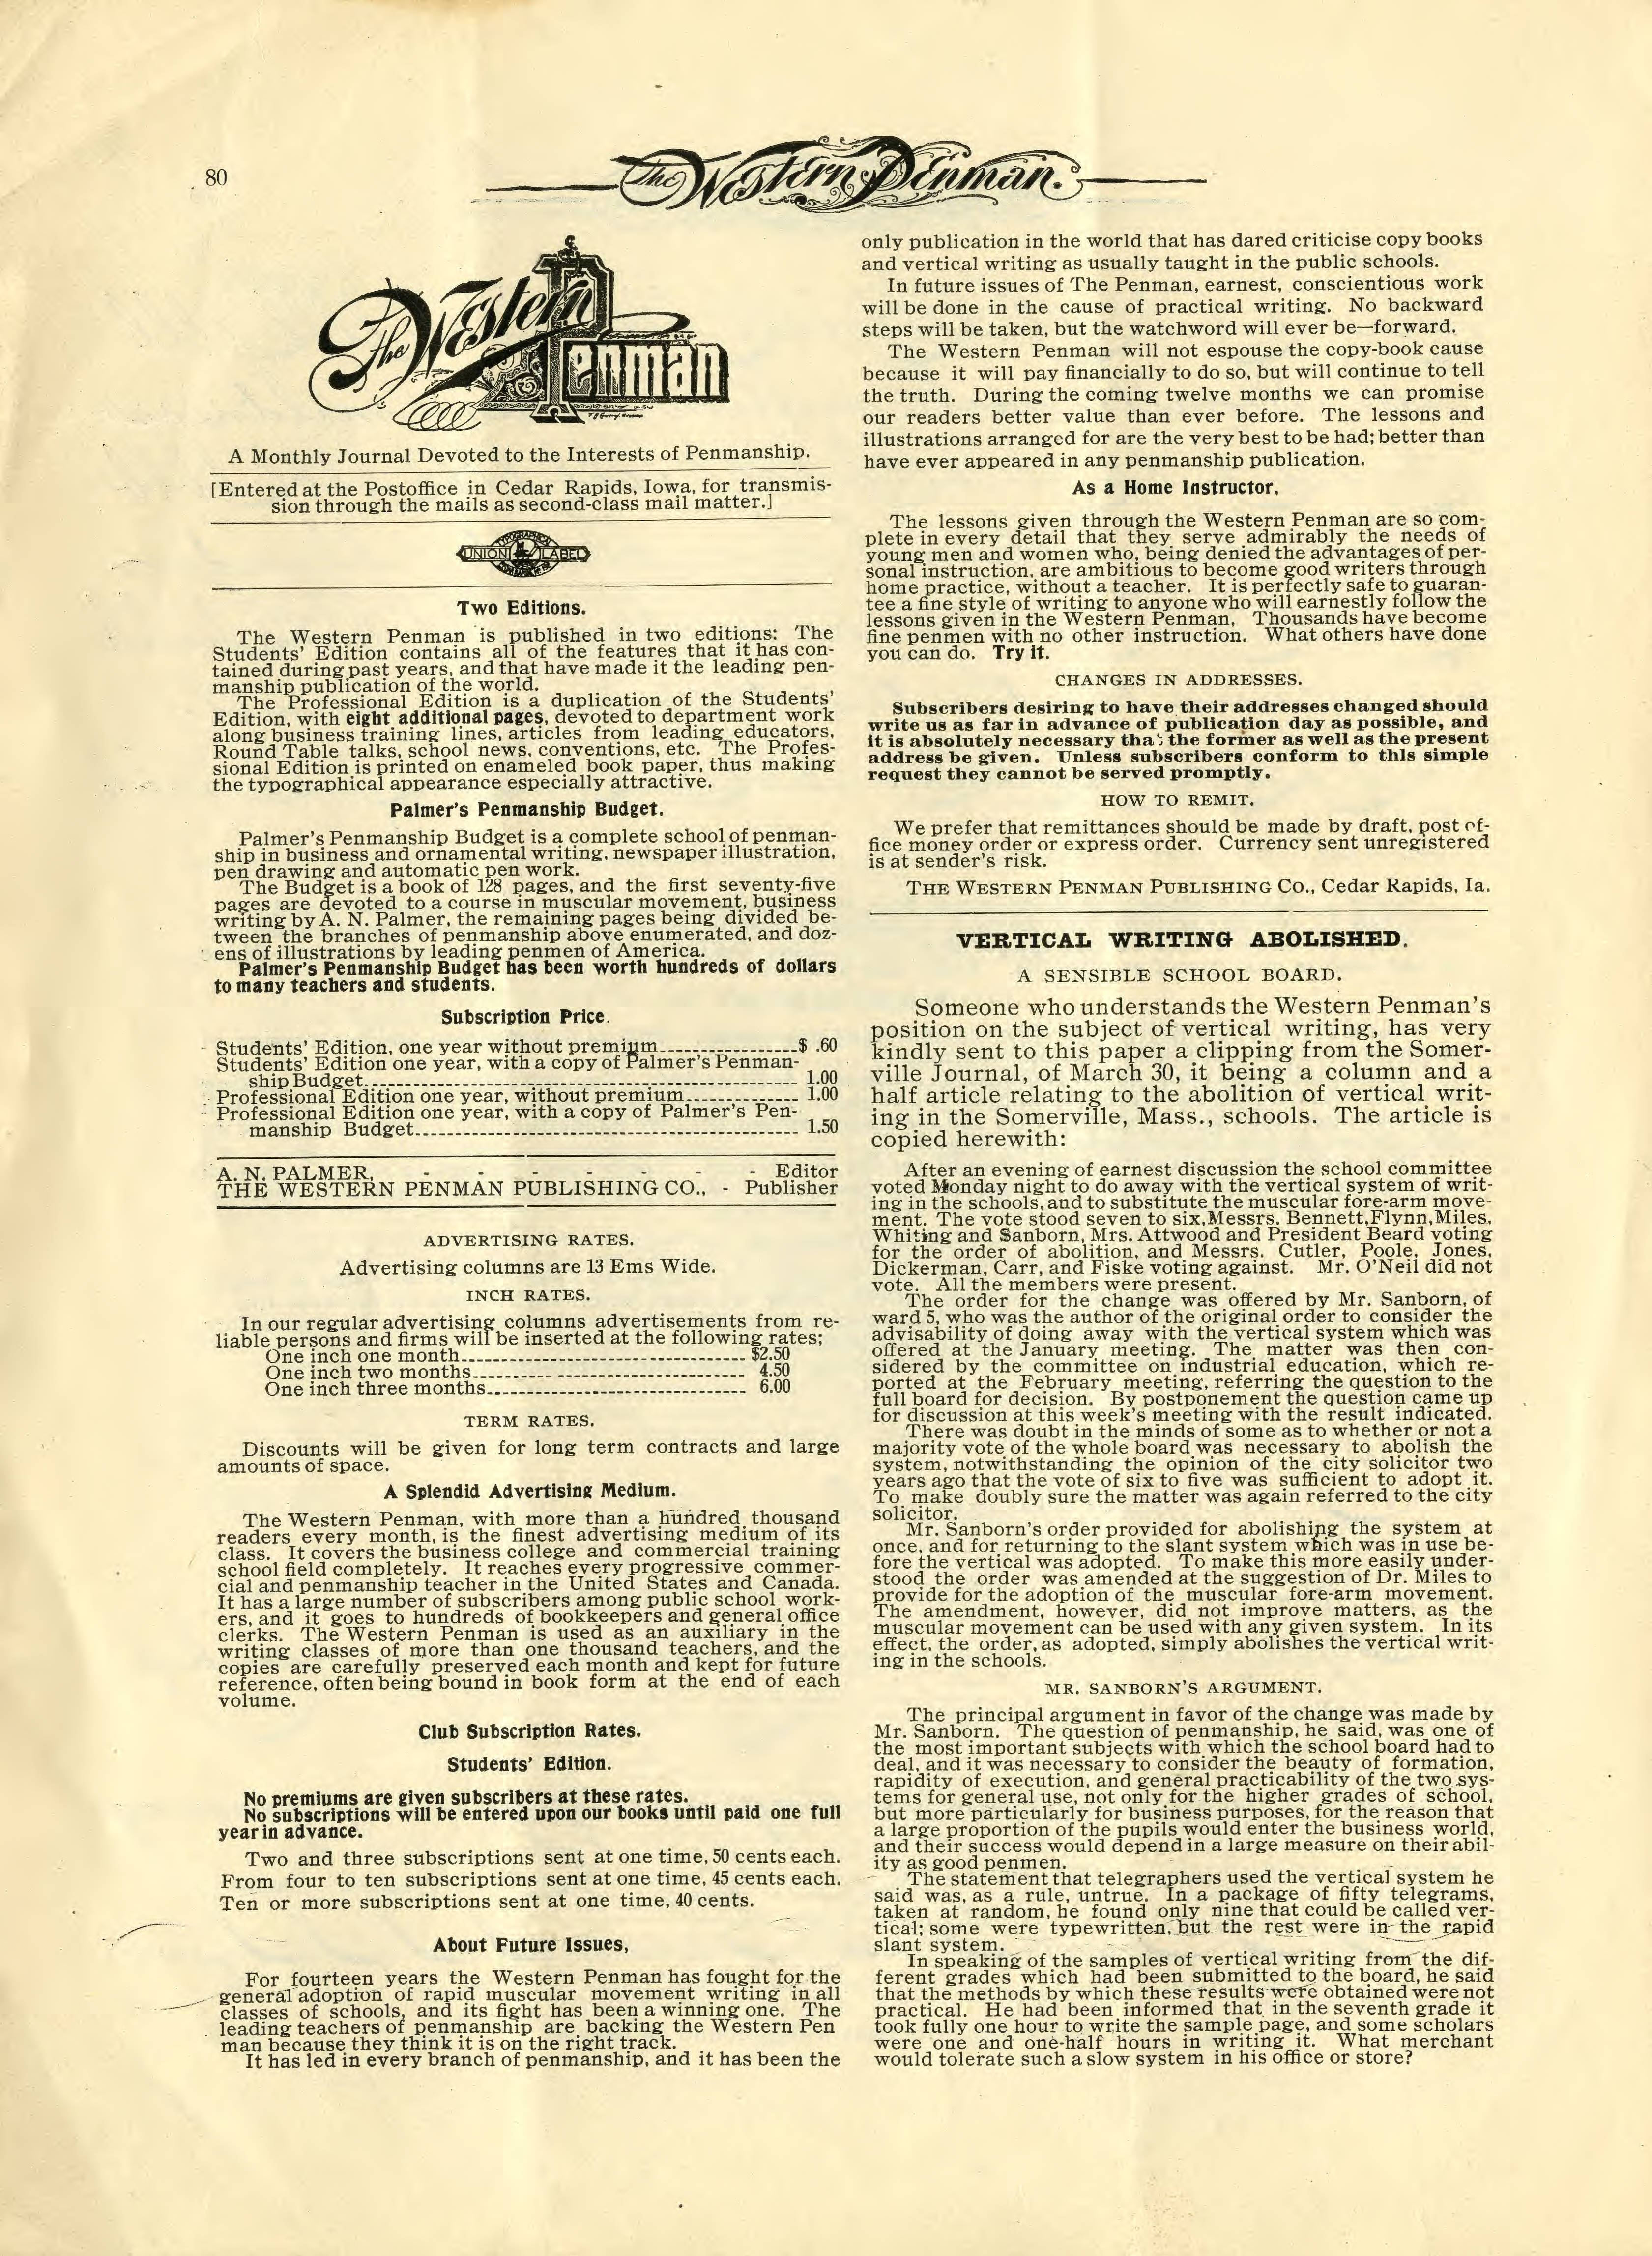 80
The Western Penman.
The Western Penman
A Monthly Journal Devoted to the Interests of Penmanship.
[Entered at the Postoffice in Cedar Rapids, Iowa, for transmis-
sion through the mails as second-class mail matter.]
TYPOGRAPHICAL
UNION LABEL
Two Editions.
The Western Penman is published in two editions: The
Students' Edition contains all of the features that it has con-
tained during past years, and that have made it the leading pen-
manship publication of the world.
The Professional Edition is a duplication of the Students'
Edition, with eight additional pages, devoted to department work
along business training lines, articles from leading educators,
Round Table talks, school news, conventions, etc. The Profes-
sional Edition is printed on enameled book paper, thus making
the typographical appearance especially attractive.
Palmer's Penmanship Budget.
Palmer's Penmanship Budget is a complete school of penman-
ship in business and ornamental writing, newspaper illustration,
pen drawing and automatic pen work.
The Budget is a book of 128 pages, and the first seventy-five
pages are devoted to a course in muscular movement, business
writing by A. N. Palmer, the remaining pages being divided be-
tween the branches of penmanship above enumerated, and doz-
ens of illustrations by leading penmen of America.
Palmer's Penmanship Budget has been worth hundreds of dollars
to many teachers and students.
Subscription Price.
Students' Edition, one year without premium $ .60
Students' Edition one year, with a copy of Palmer's Penman-
ship Budget 1.00
Professional Edition one year, without premium 1.00
Professional Edition one year, with a copy of Palmer's Pen-
manship Budget 1.50
A. N. PALMER, - - - - - - - Editor
THE WESTERN PENMAN PUBLISHING CO., - Publisher
ADVERTISING RATES.
Advertising columns are 13 Ems Wide.
INCH RATES.
In our regular advertising columns advertisements from re-
liable persons and firms will be inserted at the following rates:
One inch one month $2.50
One inch two months 4.50
One inch three months 6.00
TERM RATES.
Discounts will be given for long term contracts and large
amounts of space.
A Splendid Advertising Medium.
The Western Penman, with more than a hundred thousand
readers every month, is the finest advertising medium of its
class. It covers the business college and commercial training
school field completely. It reaches every progressive commer-
cial and penmanship teacher in the United States and Canada.
It has a large number of subscribers among public school work-
ers, and it goes to hundreds of bookkeepers and general office
clerks. The Western Penman is used as an auxiliary in the
writing classes of more than one thousand teachers, and the
copies are carefully preserved each month and kept for future
reference, often being bound in book form at the end of each
volume.
Club Subscription Rates.
Students' Edition.
No premiums are given subscribers at these rates.
No subscriptions will be entered upon our books until paid one full
year in advance.
Two and three subscriptions sent at one time, 50 cents each.
From four to ten subscriptions sent at one time, 45 cents each.
Ten or more subscriptions sent at one time, 40 cents.
About Future Issues,
For fourteen years the Western Penman has fought for the
general adoption of rapid muscular movement writing in all
classes of schools, and its fight has been a winning one. The
leading teachers of penmanship are backing the Western Pen
man because they think it is on the right track.
It has led in every branch of penmanship, and it has been the
only publication in the world that has dared criticise copy books
and vertical writing as usually taught in the public schools.
In future issues of The Penman, earnest, conscientious work
will be done in the cause of practical writing. No backward
steps will be taken, but the watchword will ever be—forward.
The Western Penman will not espouse the copy-book cause
because it will pay financially to do so, but will continue to tell
the truth. During the coming twelve months we can promise
our readers better value than ever before. The lessons and
illustrations arranged for are the very best to be had; better than
have ever appeared in any penmanship publication.
As a Home Instructor,
The lessons given through the Western Penman are so com-
plete in every detail that they serve admirably the needs of
young men and women who, being denied the advantages of per-
sonal instruction, are ambitious to become good writers through
home practice, without a teacher. It is perfectly safe to guaran-
tee a fine style of writing to anyone who will earnestly follow the
lessons given in the Western Penman. Thousands have become
fine penmen with no other instruction. What others have done
you can do. Try it.
CHANGES IN ADDRESSES.
Subscribers desiring to have their addresses changed should
write us as far in advance of publication day as possible, and
it is absolutely necessary that the former as well as the present
address be given. Unless subscribers conform to this simple
request they cannot be served promptly.
HOW TO REMIT.
We prefer that remittances should be made by draft, post of-
fice money order or express order. Currency sent unregistered
is at sender's risk.
THE WESTERN PENMAN PUBLISHING CO., Cedar Rapids, Ia.
VERTICAL WRITING ABOLISHED.
A SENSIBLE SCHOOL BOARD.
Someone who understands the Western Penman's
position on the subject of vertical writing, has very
kindly sent to this paper a clipping from the Somer-
ville Journal, of March 30, it being a column and a
half article relating to the abolition of vertical writ-
ing in the Somerville, Mass., schools. The article is
copied herewith:
After an evening of earnest discussion the school committee
voted Monday night to do away with the vertical system of writ-
ing in the schools, and to substitute the muscular fore-arm move-
ment. The vote stood seven to six, Messrs. Bennett, Flynn, Miles,
Whiting and Sanborn, Mrs. Attwood and President Beard voting
for the order of abolition, and Messrs. Cutler, Poole, Jones,
Dickerman, Carr, and Fiske voting against. Mr. O'Neil did not
vote. All the members were present.
The order for the change was offered by Mr. Sanborn, of
ward 5, who was the author of the original order to consider the
advisability of doing away with the vertical system which was
offered at the January meeting. The matter was then con-
sidered by the committee on industrial education, which re-
ported at the February meeting, referring the question to the
full board for decision. By postponement the question came up
for discussion at this week's meeting with the result indicated.
There was doubt in the minds of some as to whether or not a
majority vote of the whole board was necessary to abolish the
system, notwithstanding the opinion of the city solicitor two
years ago that the vote of six to five was sufficient to adopt it.
To make doubly sure the matter was again referred to the city
solicitor.
Mr. Sanborn's order provided for abolishing the system at
once, and for returning to the slant system which was in use be-
fore the vertical was adopted. To make this more easily under-
stood the order was amended at the suggestion of Dr. Miles to
provide for the adoption of the muscular fore-arm movement.
The amendment, however, did not improve matters, as the
muscular movement can be used with any given system. In its
effect, the order, as adopted, simply abolishes the vertical writ-
ing in the schools.
MR. SANBORN'S ARGUMENT.
The principal argument in favor of the change was made by
Mr. Sanborn. The question of penmanship, he said, was one of
the most important subjects with which the school board had to
deal, and it was necessary to consider the beauty of formation,
rapidity of execution, and general practicability of the two sys-
tems for general use, not only for the higher grades of school,
but more particularly for business purposes, for the reason that
a large proportion of the pupils would enter the business world,
and their success would depend in a large measure on their abil-
ity as good penmen.
The statement that telegraphers used the vertical system he
said was, as a rule, untrue. In a package of fifty telegrams,
taken at random, he found only nine that could be called ver-
tical; some were typewritten, but the rest were in the rapid
slant system.
In speaking of the samples of vertical writing from the dif-
ferent grades which had been submitted to the board, he said
that the methods by which these results were obtained were not
practical. He had been informed that in the seventh grade it
took fully one hour to write the sample page, and some scholars
were one and one-half hours in writing it. What merchant
would tolerate such a slow system in his office or store?